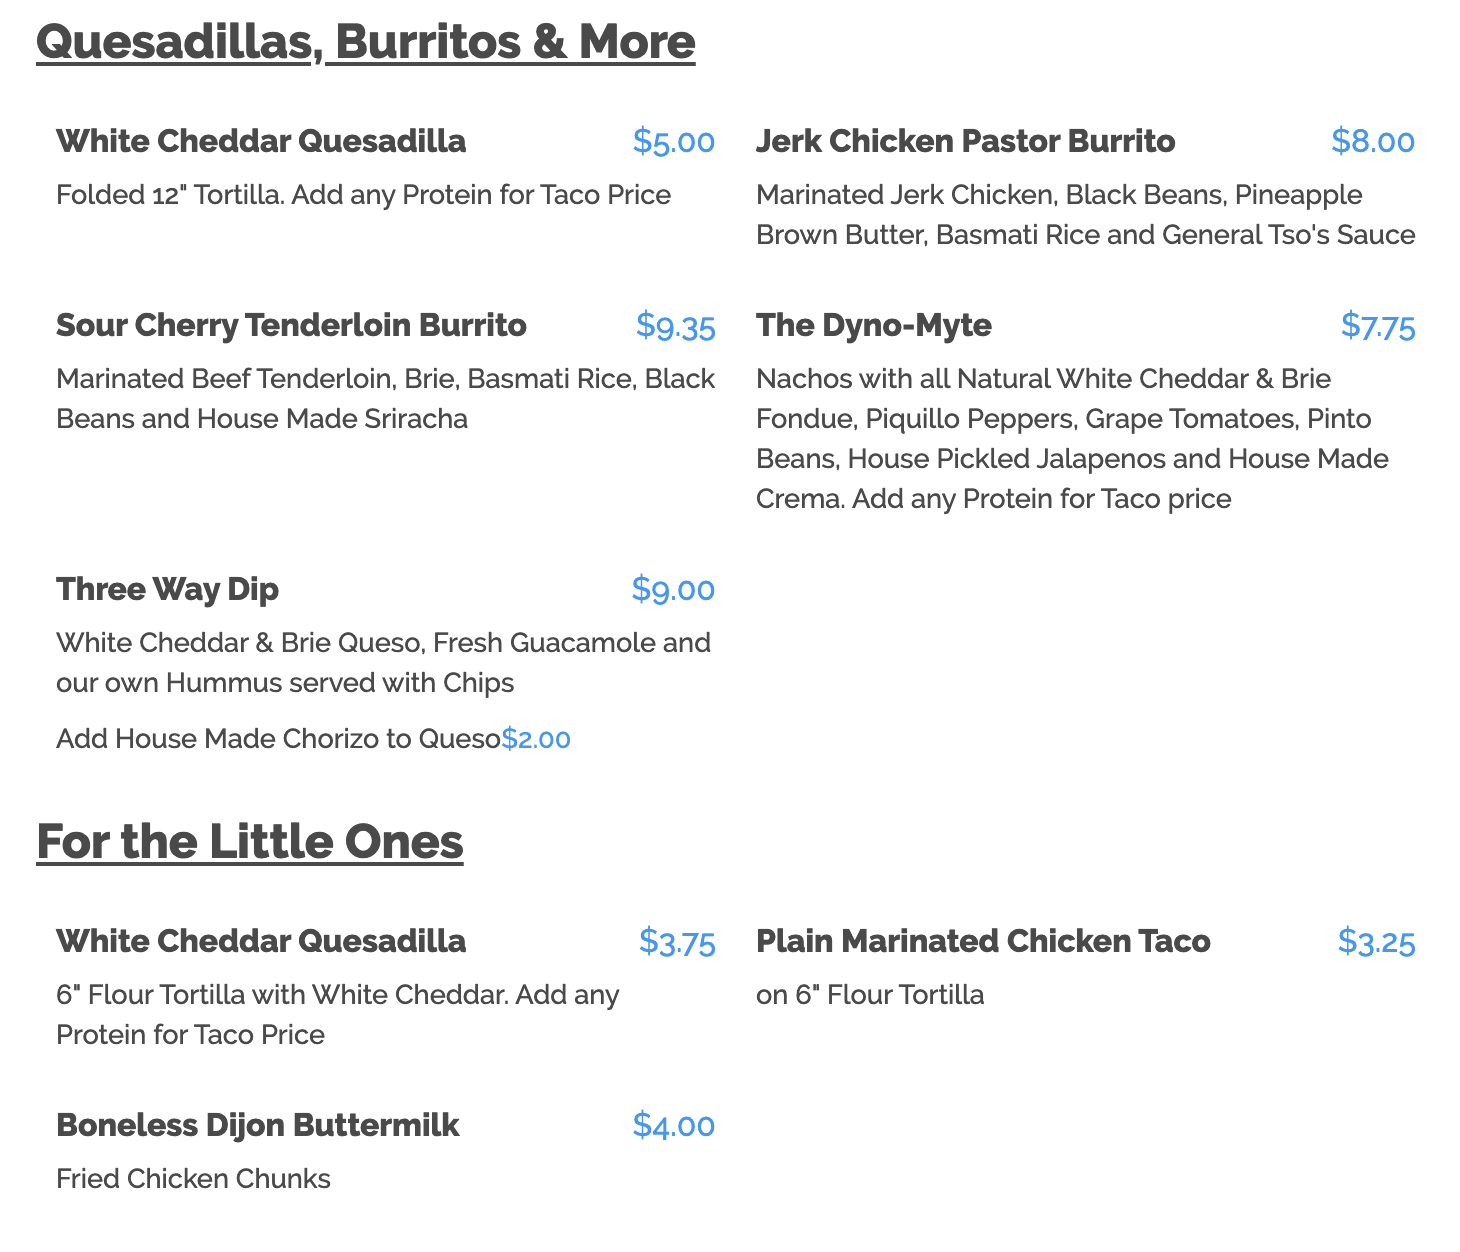 Quesadillas, Burritos & More
White Cheddar Quesadilla $5.00
Folded 12" Tortilla. Add any Protein for Taco Price
Jerk Chicken Pastor Burrito $8.00
Marinated Jerk Chicken, Black Beans, Pineapple
Brown Butter, Basmati Rice and General Tso's Sauce
Sour Cherry Tenderloin Burrito $9.35
Marinated Beef Tenderloin, Brie, Basmati Rice, Black
Beans and House Made Sriracha
The Dyno-Myte $7.75
Nachos with all Natural White Cheddar & Brie
Fondue, Piquillo Peppers, Grape Tomatoes, Pinto
Beans, House Pickled Jalapenos and House Made
Crema. Add any Protein for Taco price
Three Way Dip $9.00
White Cheddar & Brie Queso, Fresh Guacamole and
our own Hummus served with Chips
Add House Made Chorizo to Queso$2.00
For the Little Ones
White Cheddar Quesadilla $3.75
6" Flour Tortilla with White Cheddar. Add any
Protein for Taco Price
Plain Marinated Chicken Taco $3.25
on 6" Flour Tortilla
Boneless Dijon Buttermilk $4.00
Fried Chicken Chunks